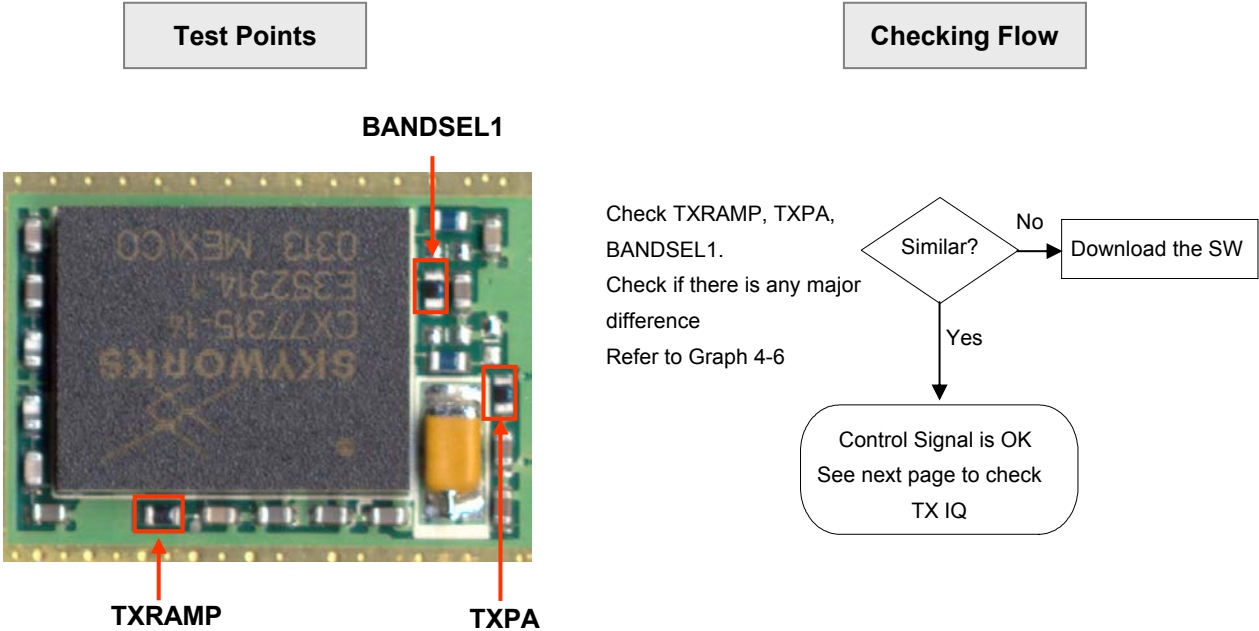 Test Points
Checking Flow
BANDSEL1
SKYWORKS
CX77315-14
E352314.1
0313 MEXICO
TXRAMP
TXPA
Check TXRAMP, TXPA,
BANDSEL1.
Check if there is any major
difference
Refer to Graph 4-6
Similar?
No
Download the SW
Yes
Control Signal is OK
See next page to check
TX IQ